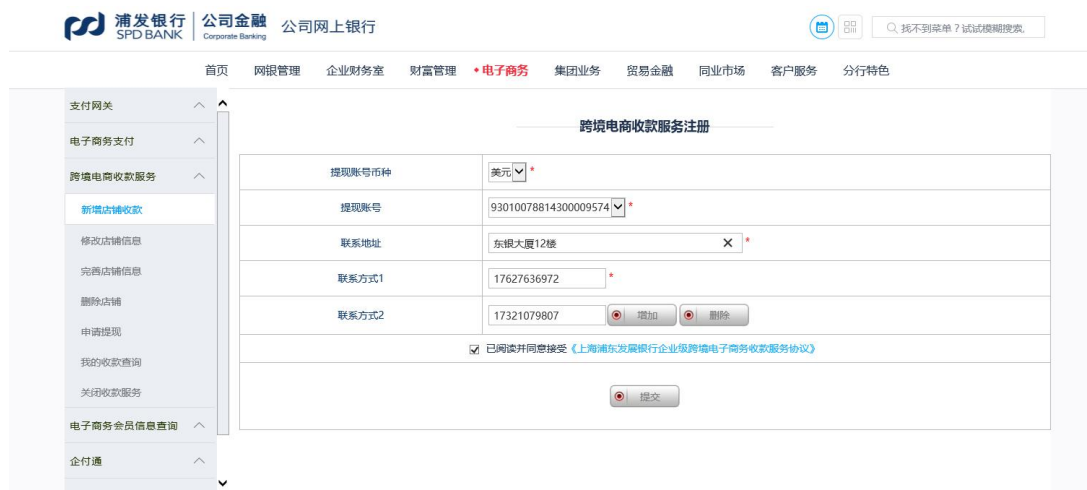 浦发银行 公司金融 公司网上银行
SPD BANK Corporate Banking
找不到菜单？试试模糊搜索,
首页 网银管理 企业财务室 财富管理 电子商务 集团业务 贸易金融 同业市场 客户服务 分行特色
支付网关
电子商务支付
跨境电商收款服务
新增店铺收款
修改店铺信息
完善店铺信息
删除店铺
申请提现
我的收款查询
关闭收款服务
电子商务会员信息查询
企付通
跨境电商收款服务注册
提现账号币种 美元 *
提现账号 93010078814300009574 *
联系地址 东银大厦12楼 *
联系方式1 17627636972 *
联系方式2 17321079807 增加 删除
已阅读并同意接受《上海浦东发展银行企业级跨境电子商务收款服务协议》
提交